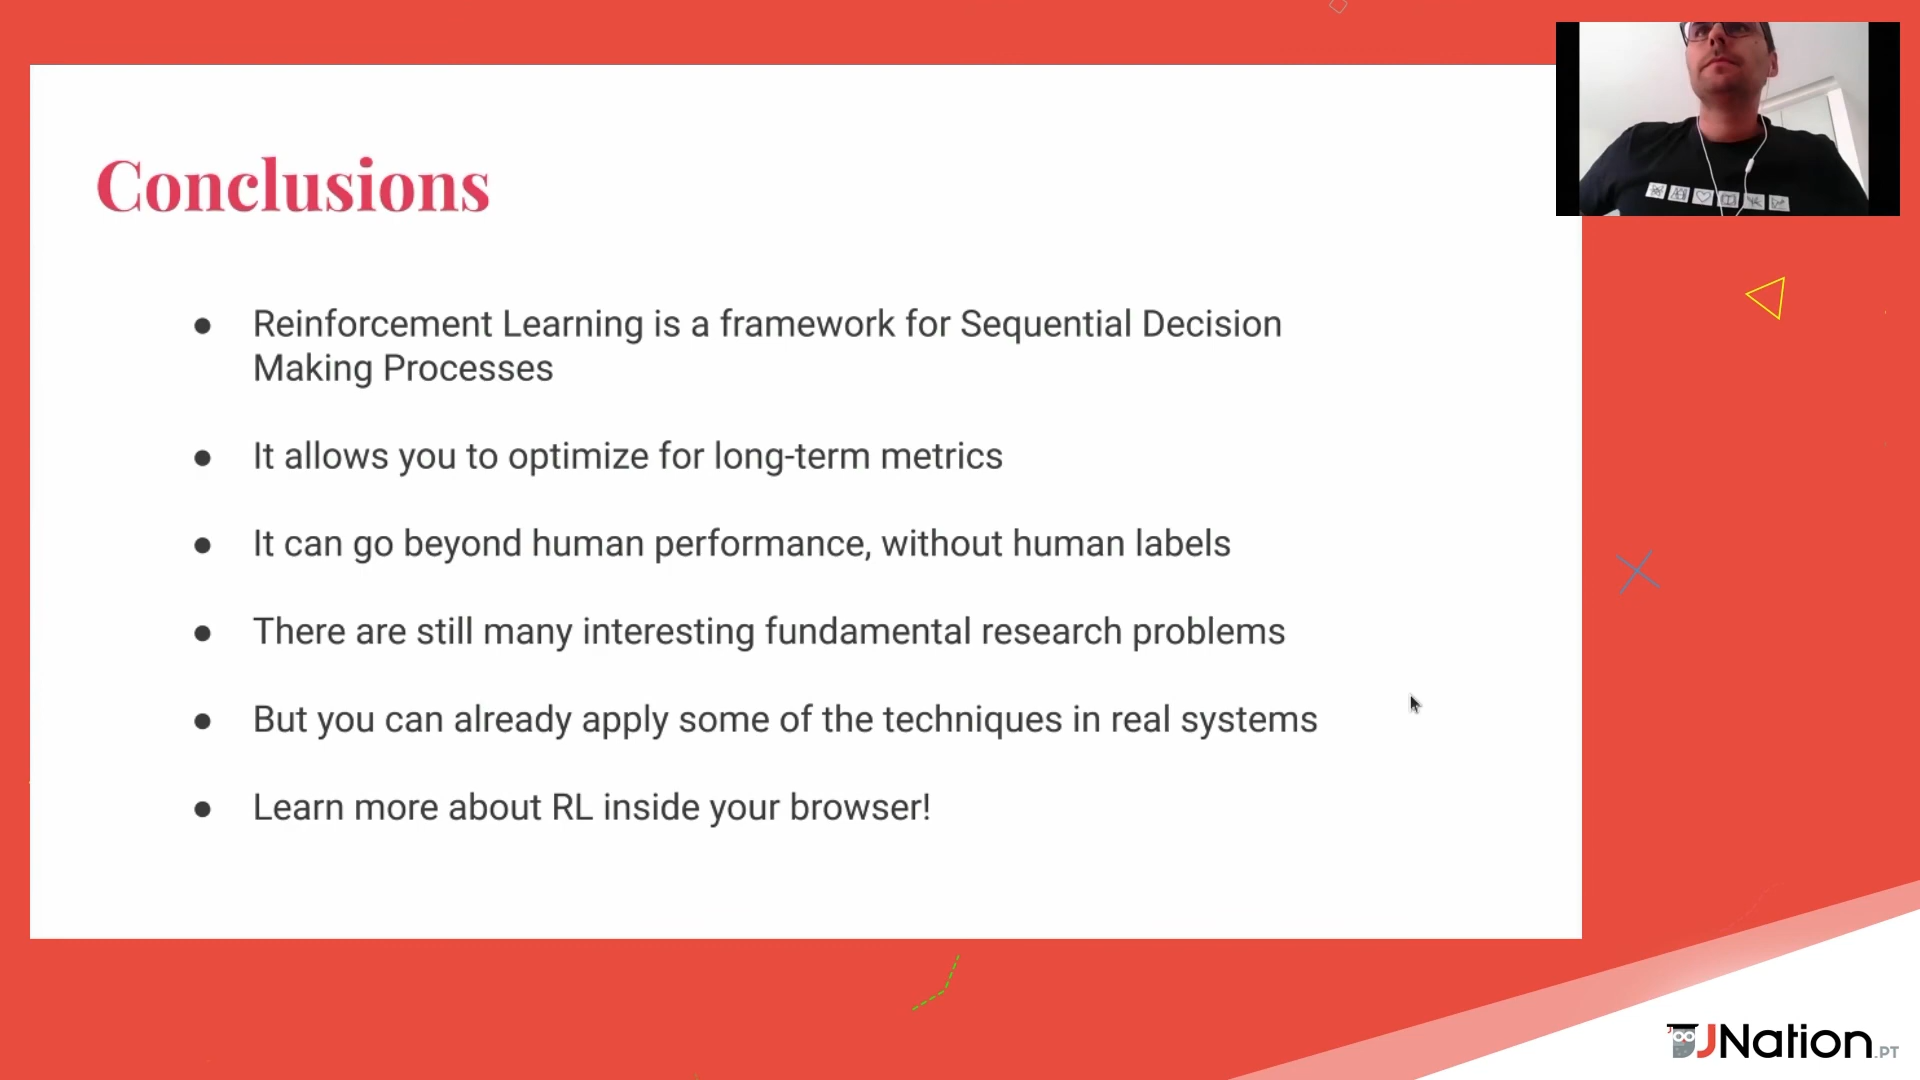 Conclusions
● Reinforcement Learning is a framework for Sequential Decision
Making Processes
● It allows you to optimize for long-term metrics
● It can go beyond human performance, without human labels
● There are still many interesting fundamental research problems
● But you can already apply some of the techniques in real systems
● Learn more about RL inside your browser!
JNation.PT